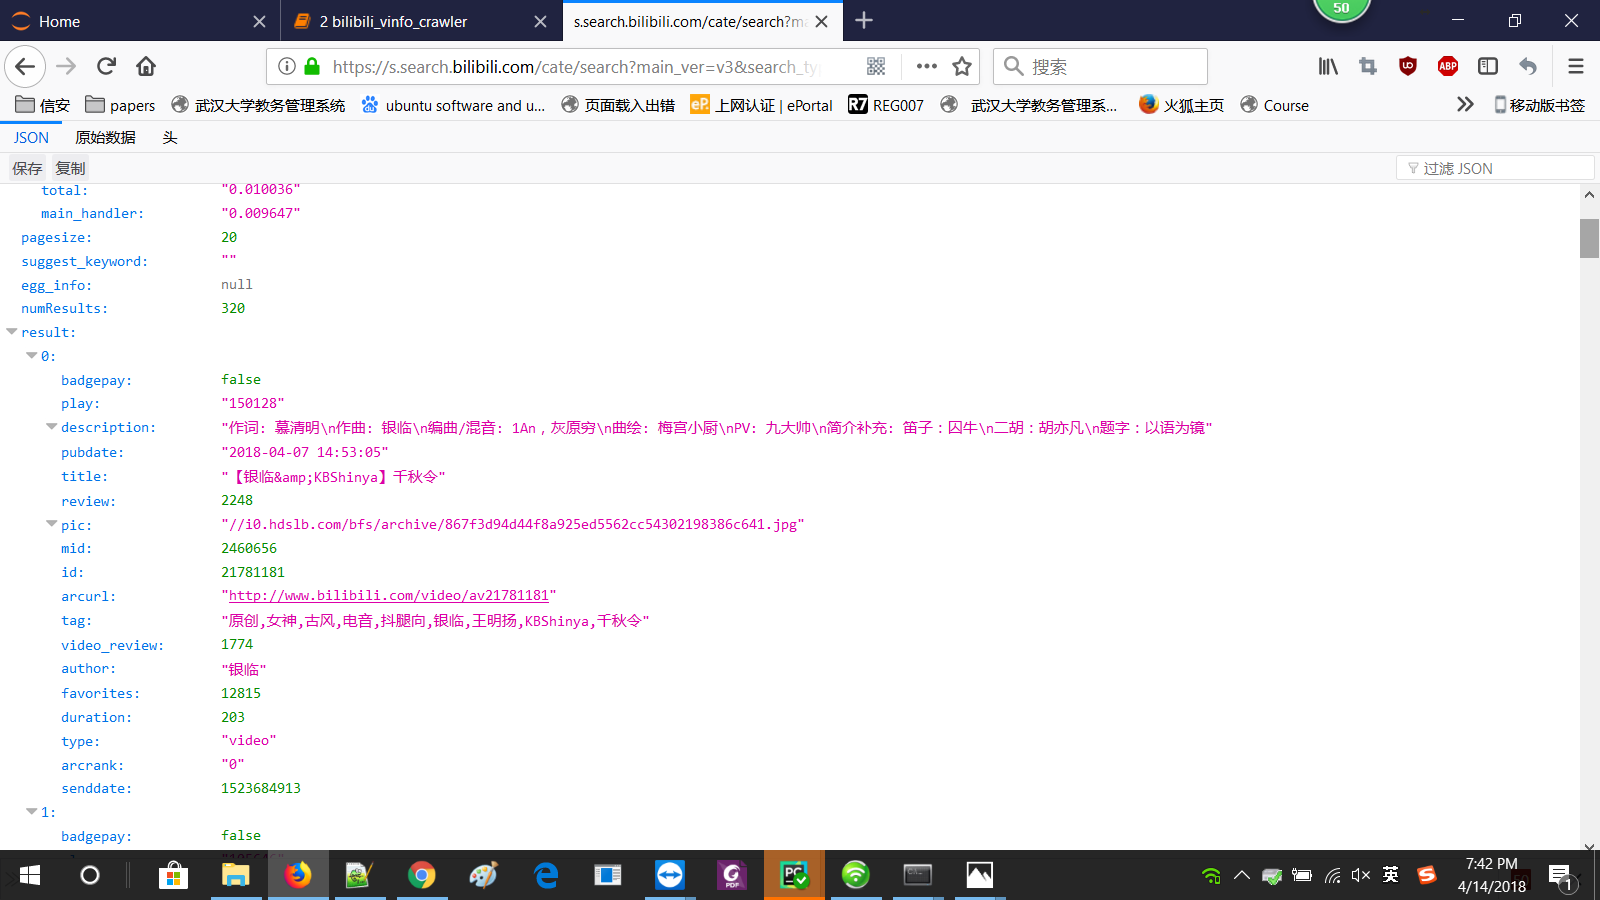 50
Home
2 bilibili_vinfo_crawler
s.search.bilibili.com/cate/search?ma
https://s.search.bilibili.com/cate/search?main_ver=v3&search_ty
搜索
信安
papers
武汉大学教务管理系统
ubuntu software and u...
页面载入出错
eP. 上网认证 | ePortal
R7 REG007
武汉大学教务管理系...
火狐主页
Course
移动版书签
JSON 原始数据 头
保存 复制
过滤 JSON
total: "0.010036"
main_handler: "0.009647"
pagesize: 20
suggest_keyword: ""
egg_info: null
numResults: 320
result:
0:
badgepay: false
play: "150128"
description: "作词: 慕清明\n作曲: 银临\n编曲/混音: 1An，灰原穷\n曲绘: 梅宫小厨\nPV: 九大帅\n简介补充: 笛子：囚牛\n二胡：胡亦凡\n题字：以语为镜"
pubdate: "2018-04-07 14:53:05"
title: "【银临&amp;KBShinya】千秋令"
review: 2248
pic: "//i0.hdslb.com/bfs/archive/867f3d94d44f8a925ed5562cc54302198386c641.jpg"
mid: 2460656
id: 21781181
arcurl: "http://www.bilibili.com/video/av21781181"
tag: "原创,女神,古风,电音,抖腿向,银临,王明扬,KBShinya,千秋令"
video_review: 1774
author: "银临"
favorites: 12815
duration: 203
type: "video"
arcrank: "0"
senddate: 1523684913
1:
badgepay: false
PDF
PC
英
7:42 PM
4/14/2018
1